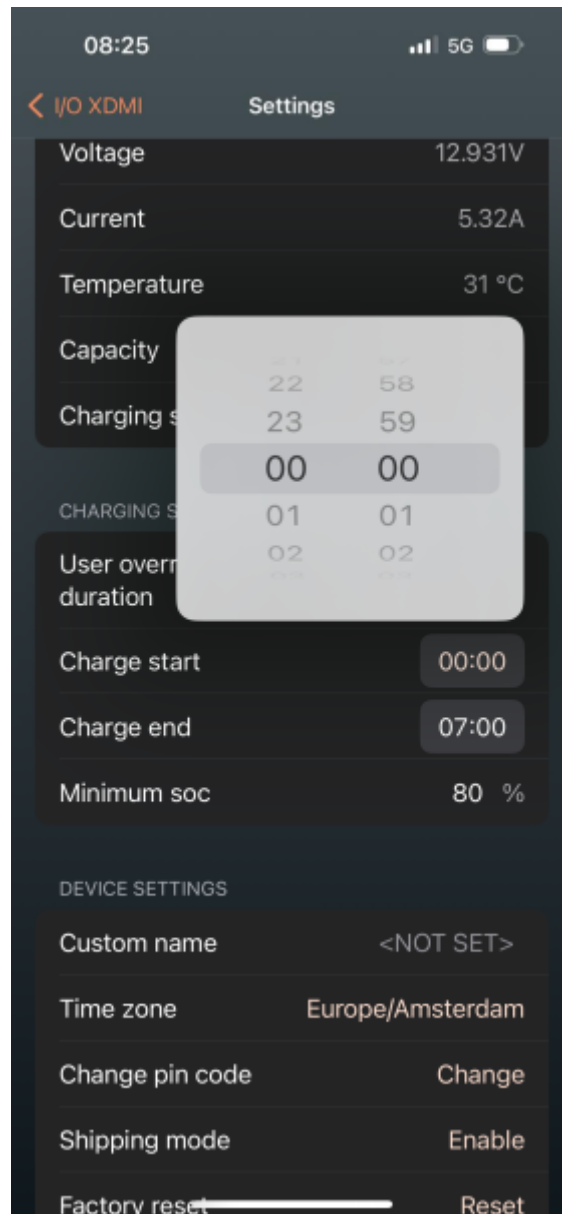 08:25 5G
I/O XDMI Settings
Voltage 12.931V
Current 5.32A
Temperature 31 °C
Capacity
22 58
Charging s 23 59
00 00
CHARGING S 01 01
User overr 02 02
duration
Charge start 00:00
Charge end 07:00
Minimum soc 80 %
DEVICE SETTINGS
Custom name <NOT SET>
Time zone Europe/Amsterdam
Change pin code Change
Shipping mode Enable
Factory reset Reset